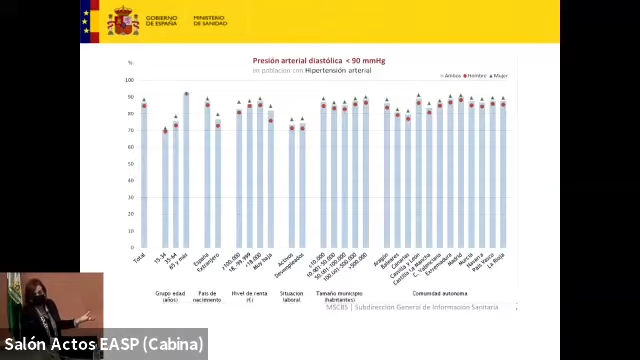 GOBIERNO
DE ESPAÑA
MINISTERIO
DE SANIDAD
Presión arterial diastólica < 90 mmHg
en población con Hipertensión arterial
%
Ambos
Hombre
Mujer
100
90
80
70
60
50
40
30
20
10
0
Total
15-34
35-64
65 y más
España
Extranjero
≥100.000
18.-99.999
<18.000
Muy baja
Activos
Desempleados
≤10.000
10.001-50.000
50.001-100.000
100.001-500.000
>500.000
Aragón
Baleares
Canarias
Castilla y León
Castilla La Mancha
C. Valenciana
Extremadura
Madrid
Murcia
Navarra
País Vasco
La Rioja
Grupo edad
(años)
País de
nacimiento
Nivel de renta
(€)
Situacion
laboral
Tamaño municipio
(habitantes)
Comunidad autonoma
MSCBS | Subdirección General de Información Sanitaria
Salón Actos EASP (Cabina)